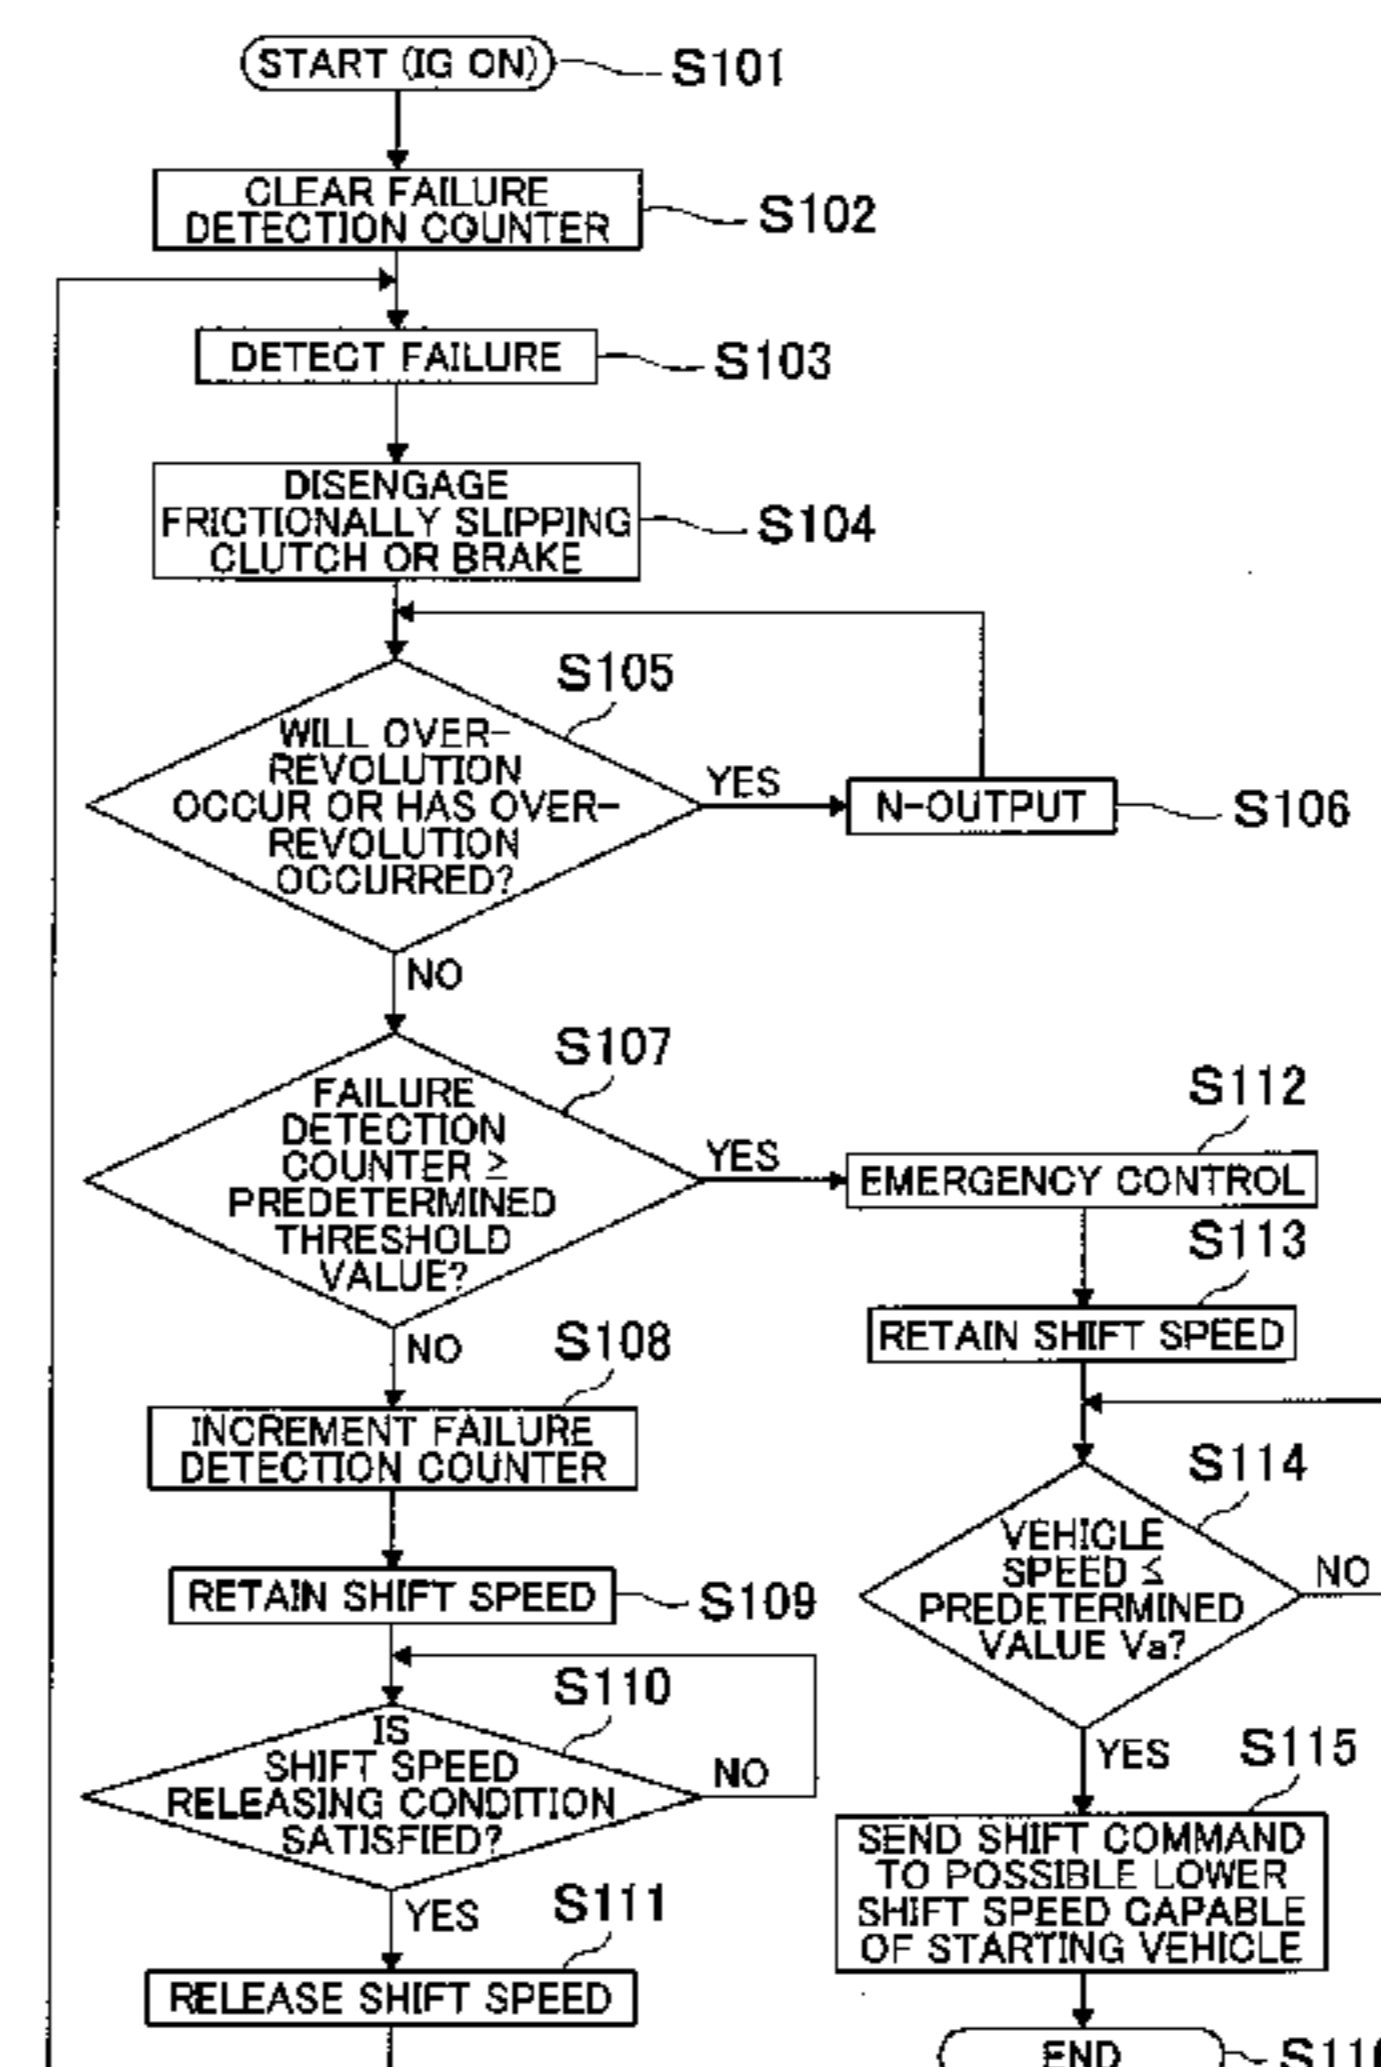 START (IG ON)
S101
CLEAR FAILURE
DETECTION COUNTER
S102
DETECT FAILURE
S103
DISENGAGE
FRICTIONALLY SLIPPING
CLUTCH OR BRAKE
S104
S105
WILL OVER-
REVOLUTION
OCCUR OR HAS OVER-
REVOLUTION
OCCURRED?
YES
N-OUTPUT
S106
NO
S107
FAILURE
DETECTION
COUNTER ≥
PREDETERMINED
THRESHOLD
VALUE?
YES
S112
EMERGENCY CONTROL
S113
RETAIN SHIFT SPEED
NO
S108
INCREMENT FAILURE
DETECTION COUNTER
S114
VEHICLE
SPEED ≤
PREDETERMINED
VALUE Va?
NO
RETAIN SHIFT SPEED
S109
S110
IS
SHIFT SPEED
RELEASING CONDITION
SATISFIED?
NO
YES
S115
SEND SHIFT COMMAND
TO POSSIBLE LOWER
SHIFT SPEED CAPABLE
OF STARTING VEHICLE
YES
S111
RELEASE SHIFT SPEED
END